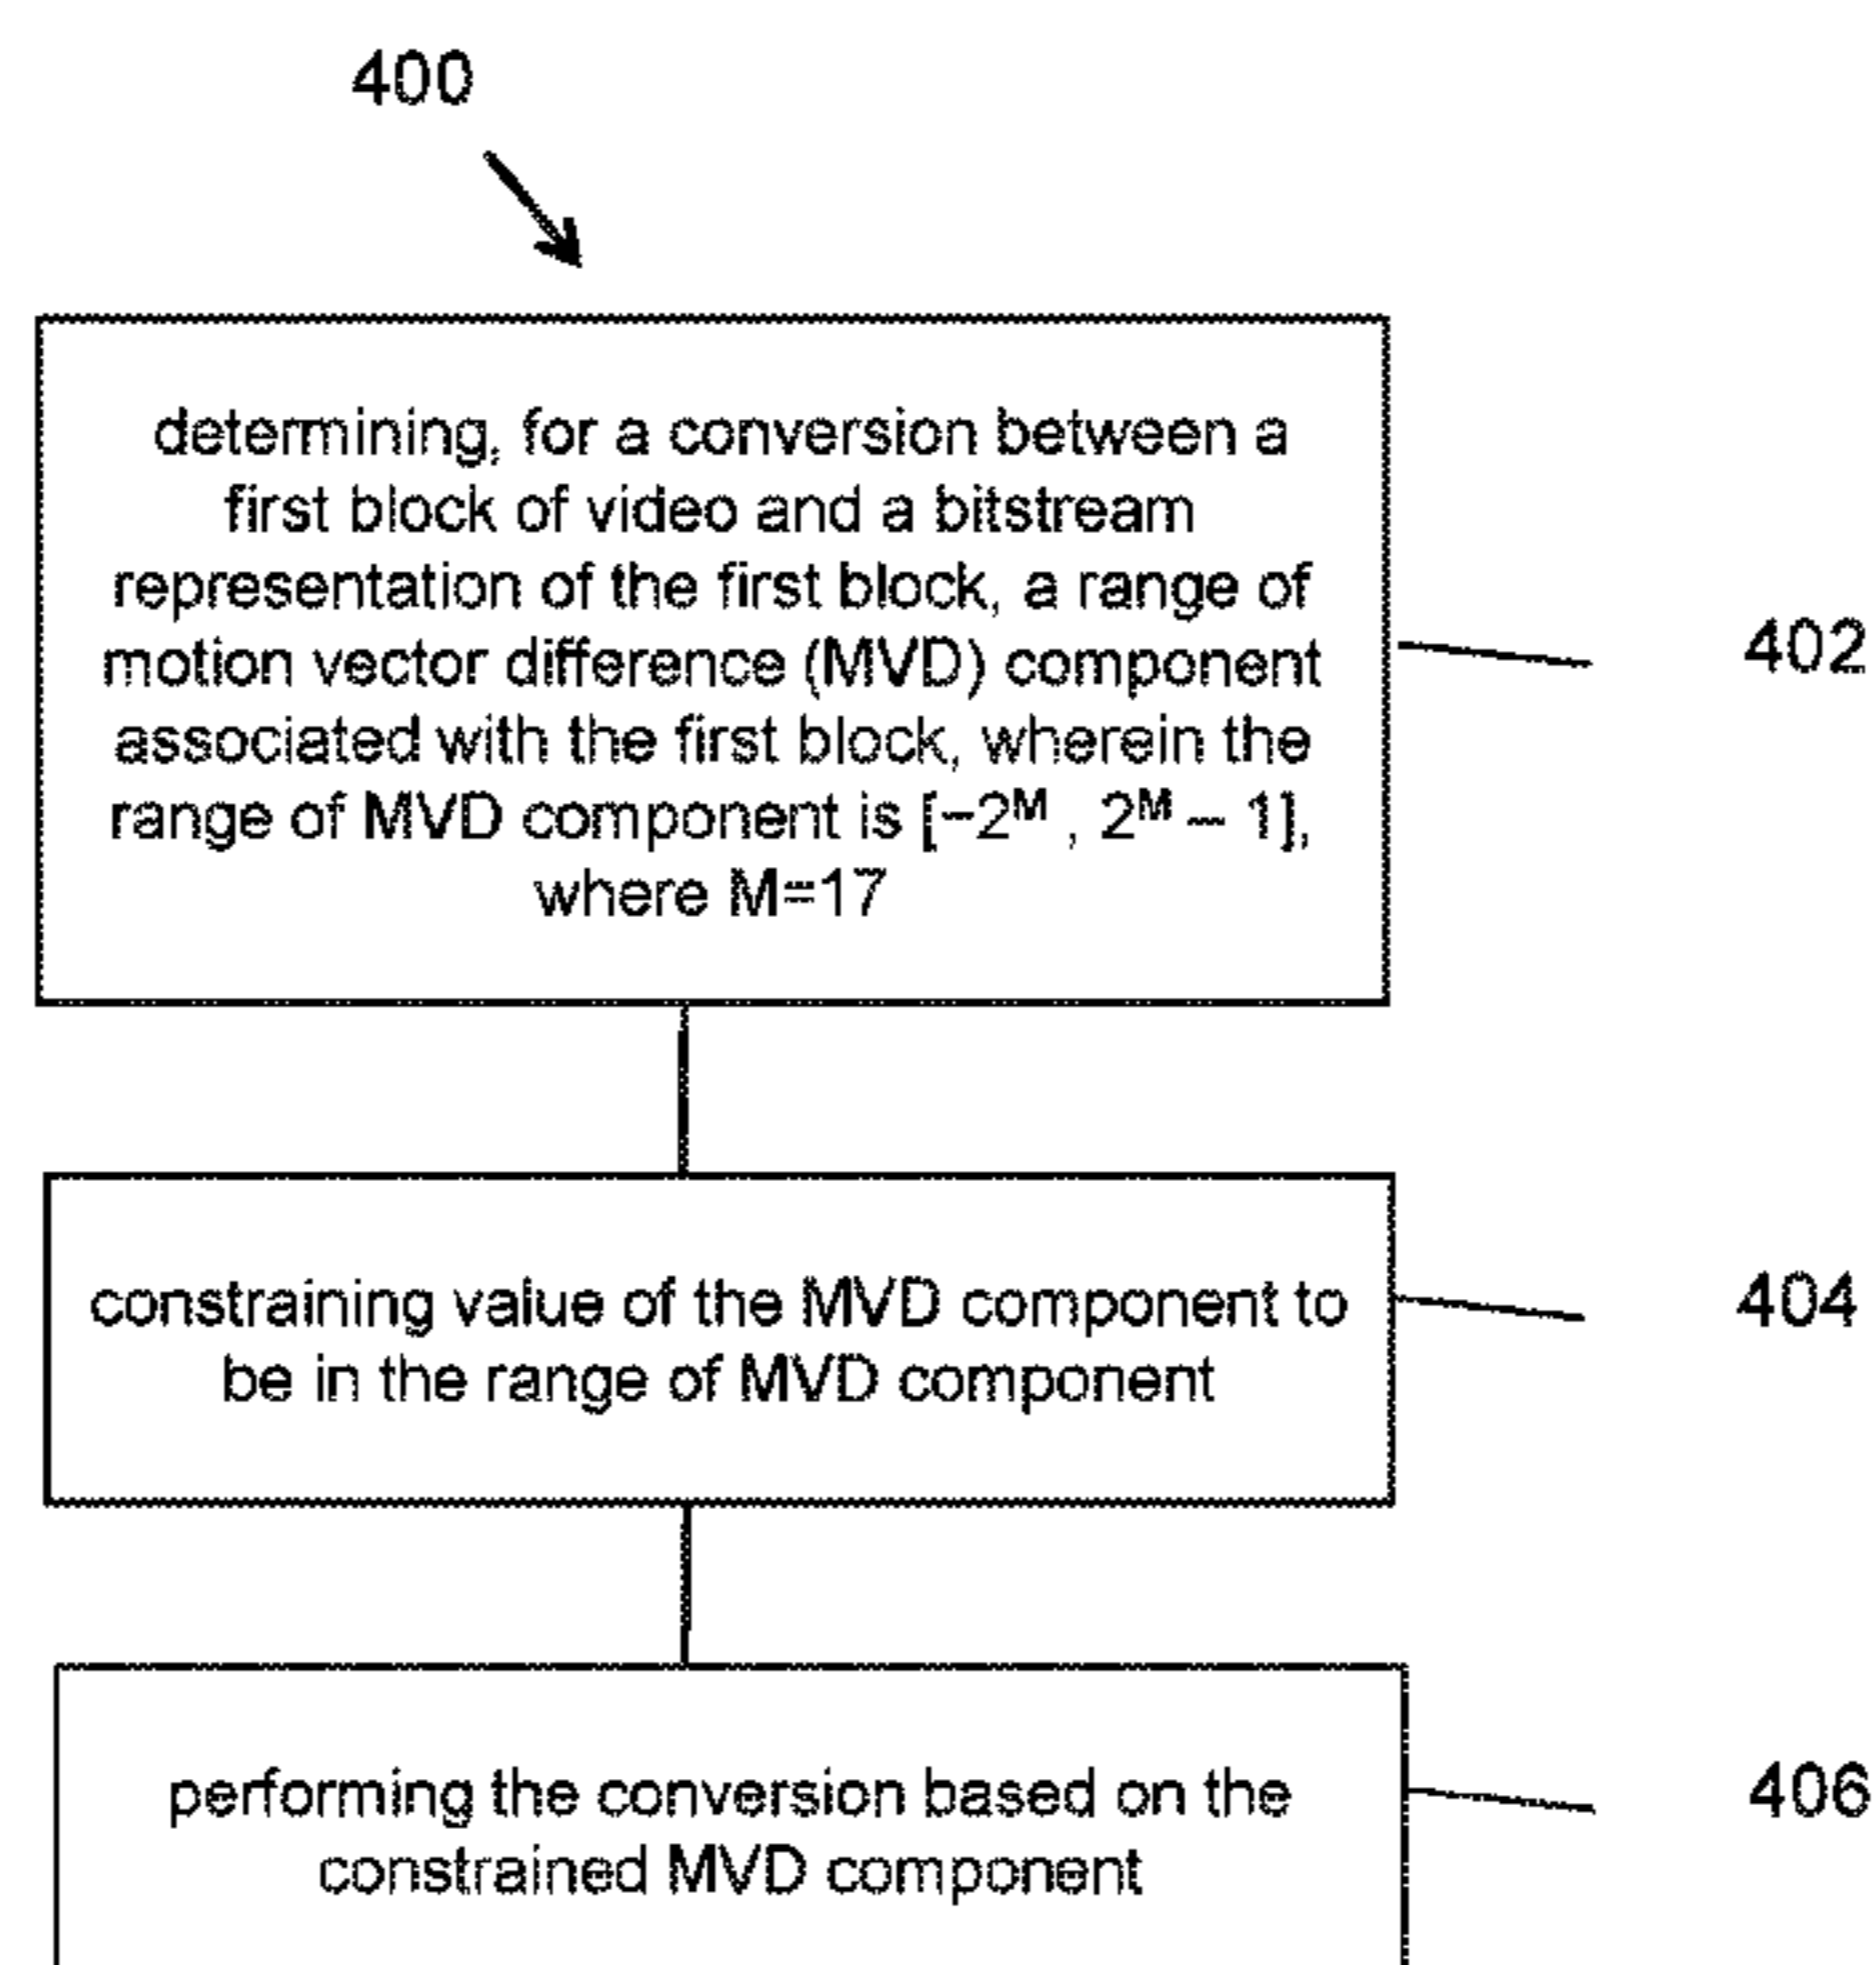 400
determining, for a conversion between a
first block of video and a bitstream
representation of the first block, a range of
motion vector difference (MVD) component
associated with the first block, wherein the
range of MVD component is [−2ᴹ , 2ᴹ – 1],
where M=17
402
constraining value of the MVD component to
be in the range of MVD component
404
performing the conversion based on the
constrained MVD component
406